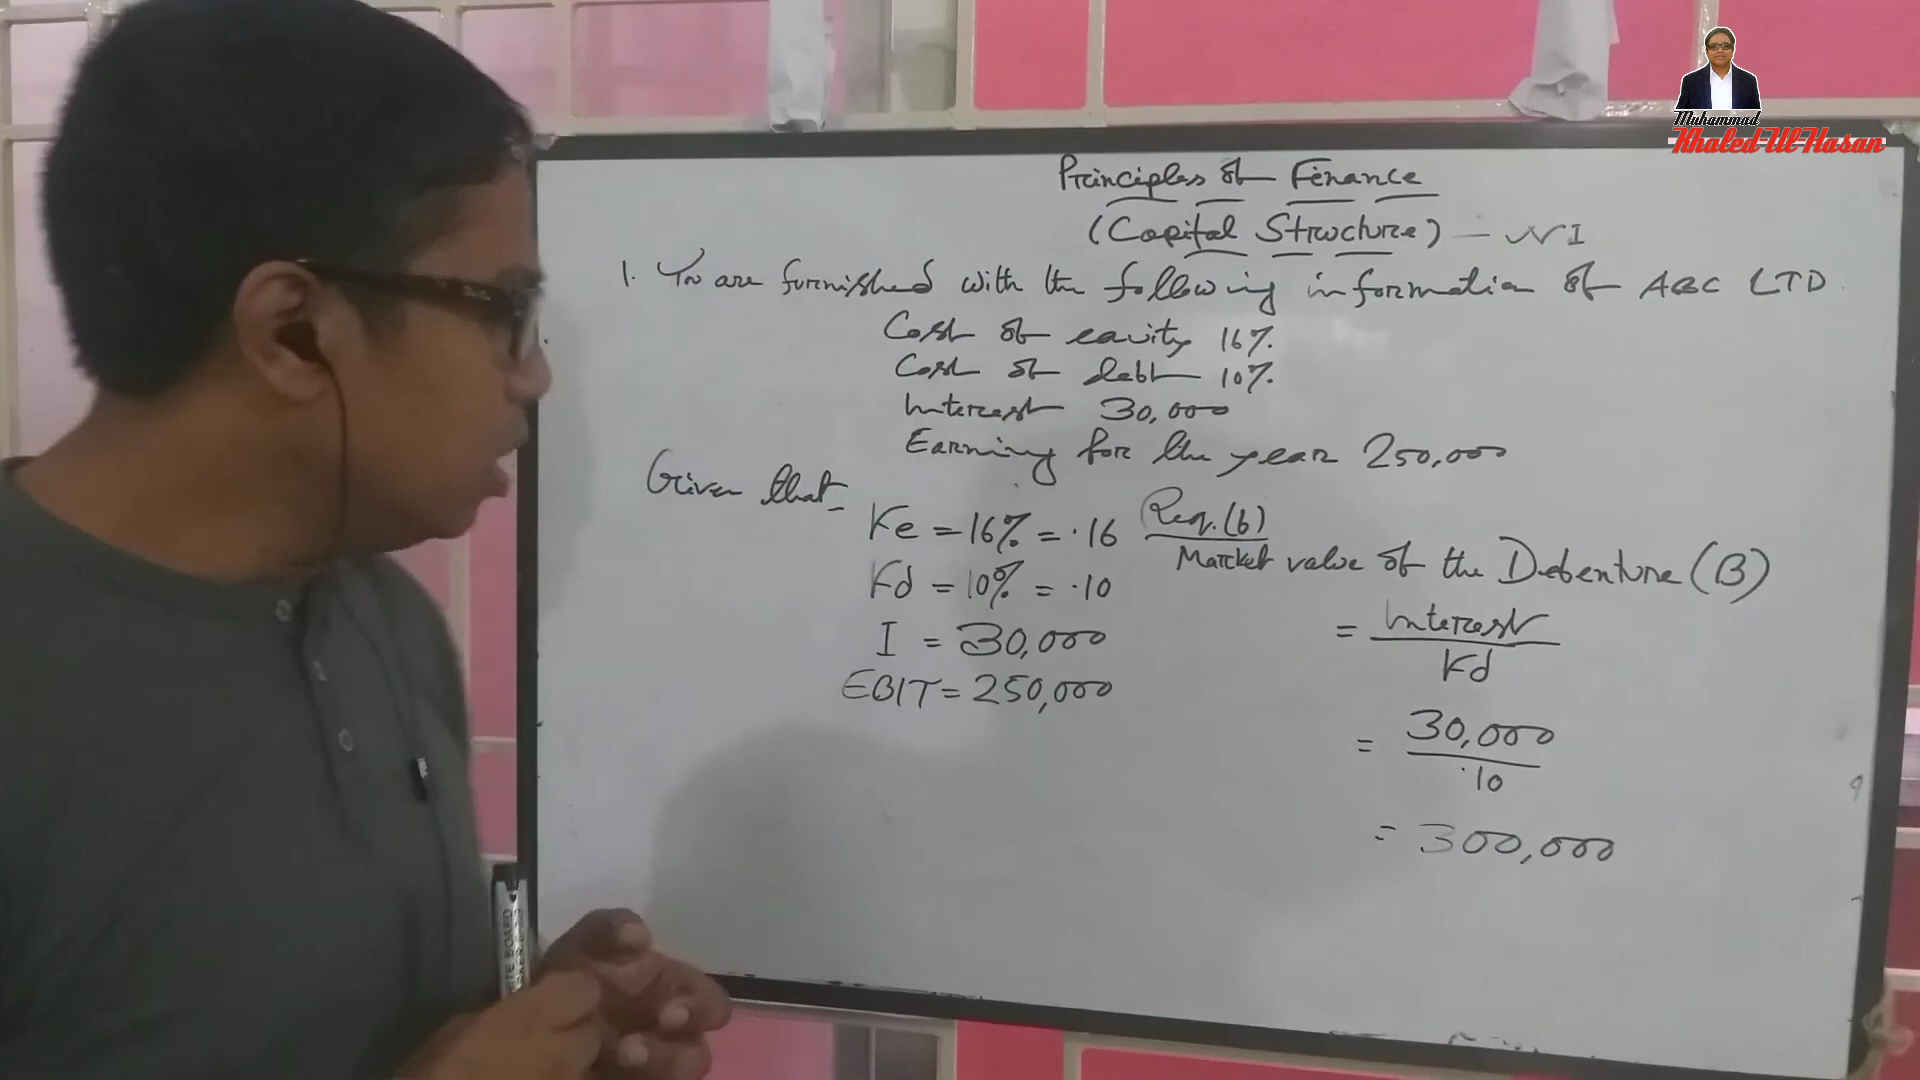 Muhammad
Khaled-Ul-Hasan
Principles of Finance
(Capital Structure) - NI
1. You are furnished with the following information of ABC LTD.
Cost of equity 16%
Cost of debt 10%
Interest 30,000
Earning for the year 250,000
Given that-
Ke = 16% = .16
Kd = 10% = .10
I = 30,000
EBIT = 250,000
Req. (b)
Market value of the Debenture (B)
= Interest
Kd
= 30,000
.10
= 300,000